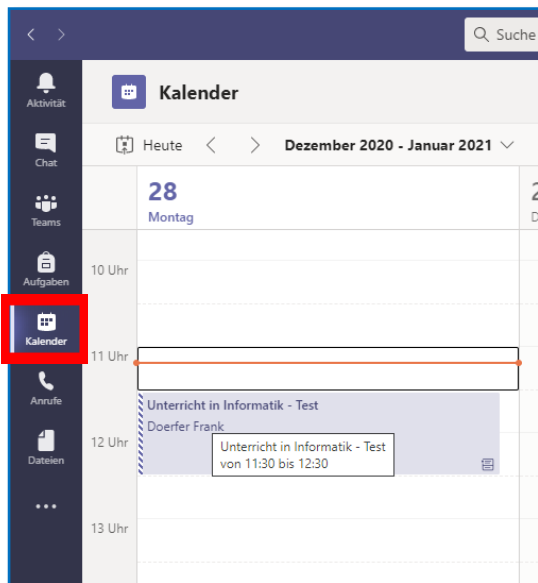 Suche
Aktivität
Chat
Teams
Aufgaben
Kalender
Anrufe
Dateien
Kalender
Heute
Dezember 2020 - Januar 2021
28
Montag
10 Uhr
11 Uhr
12 Uhr
13 Uhr
Unterricht in Informatik - Test
Doerfer Frank
Unterricht in Informatik - Test
von 11:30 bis 12:30